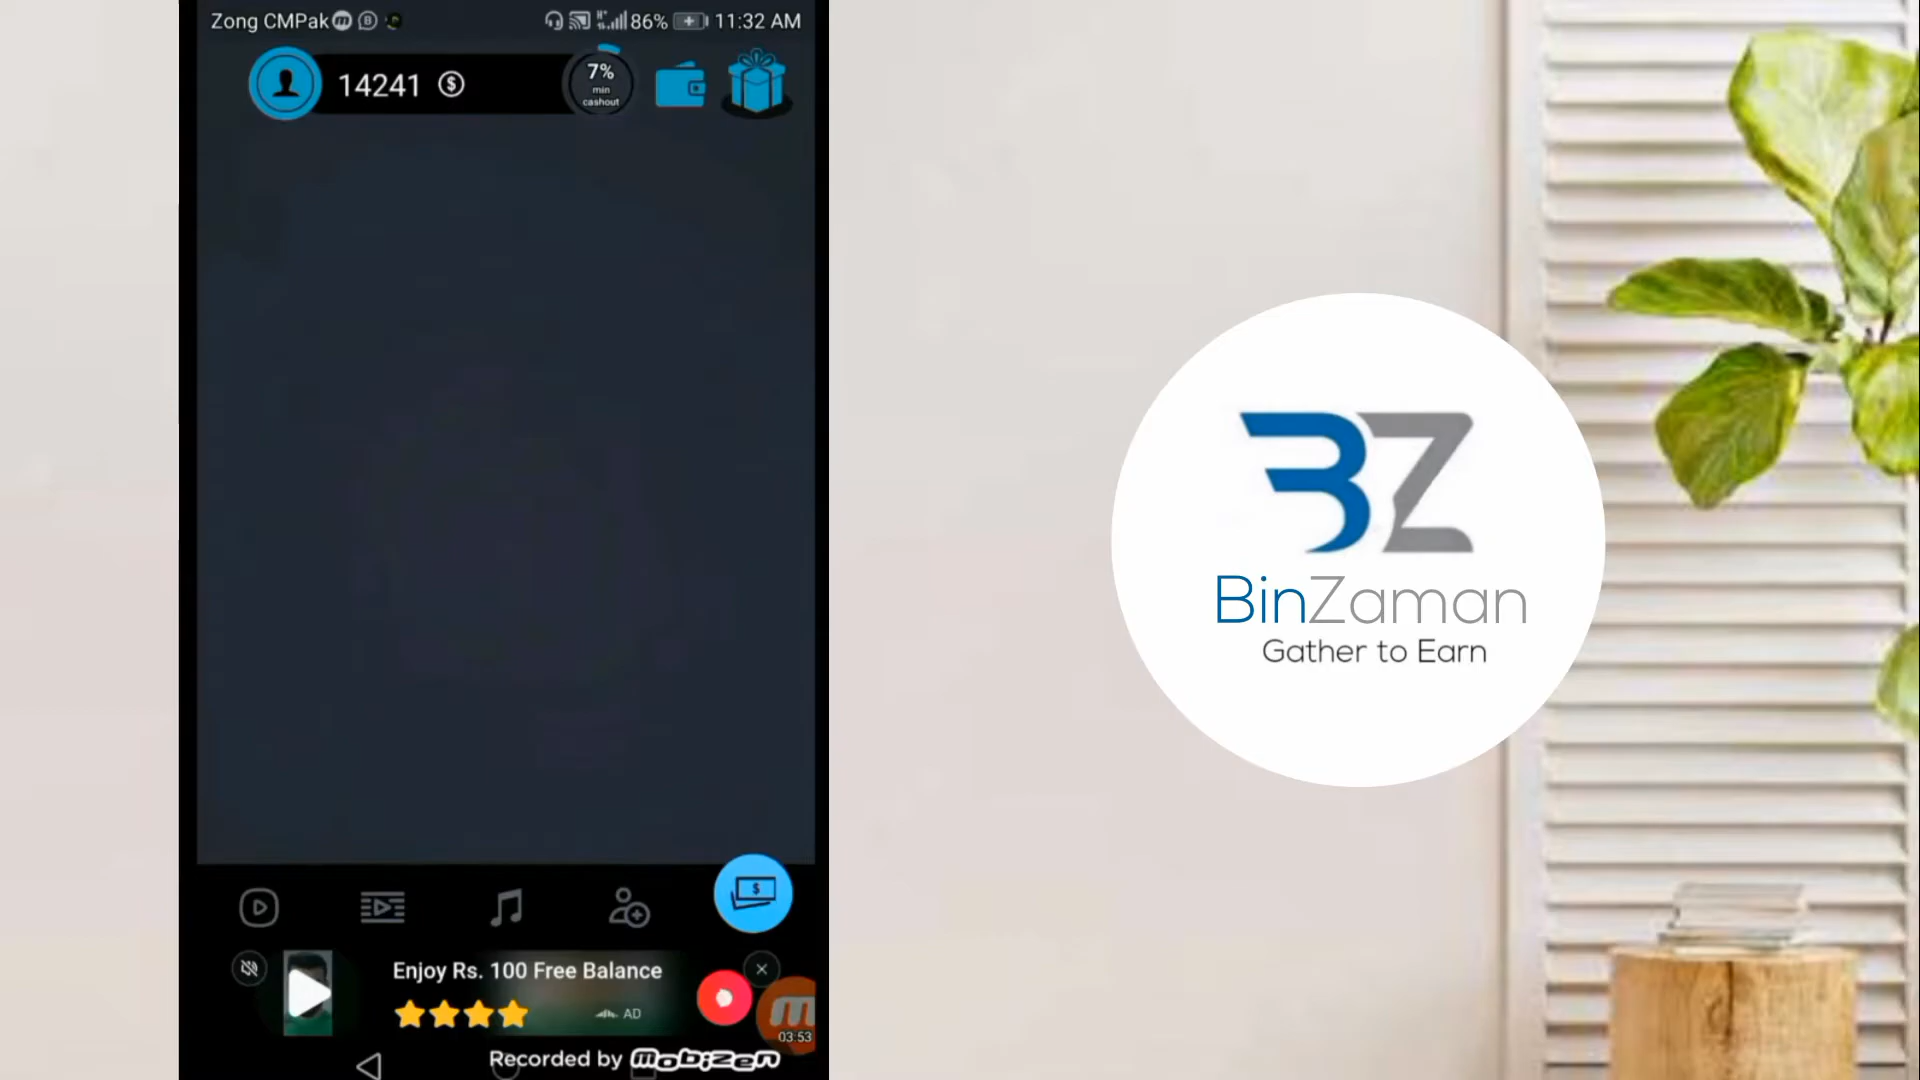 Zong CMPak 86% 11:32 AM
14241 $
7%
min
cashout
Enjoy Rs. 100 Free Balance
AD
03:53
Recorded by mobizen
BZ
BinZaman
Gather to Earn